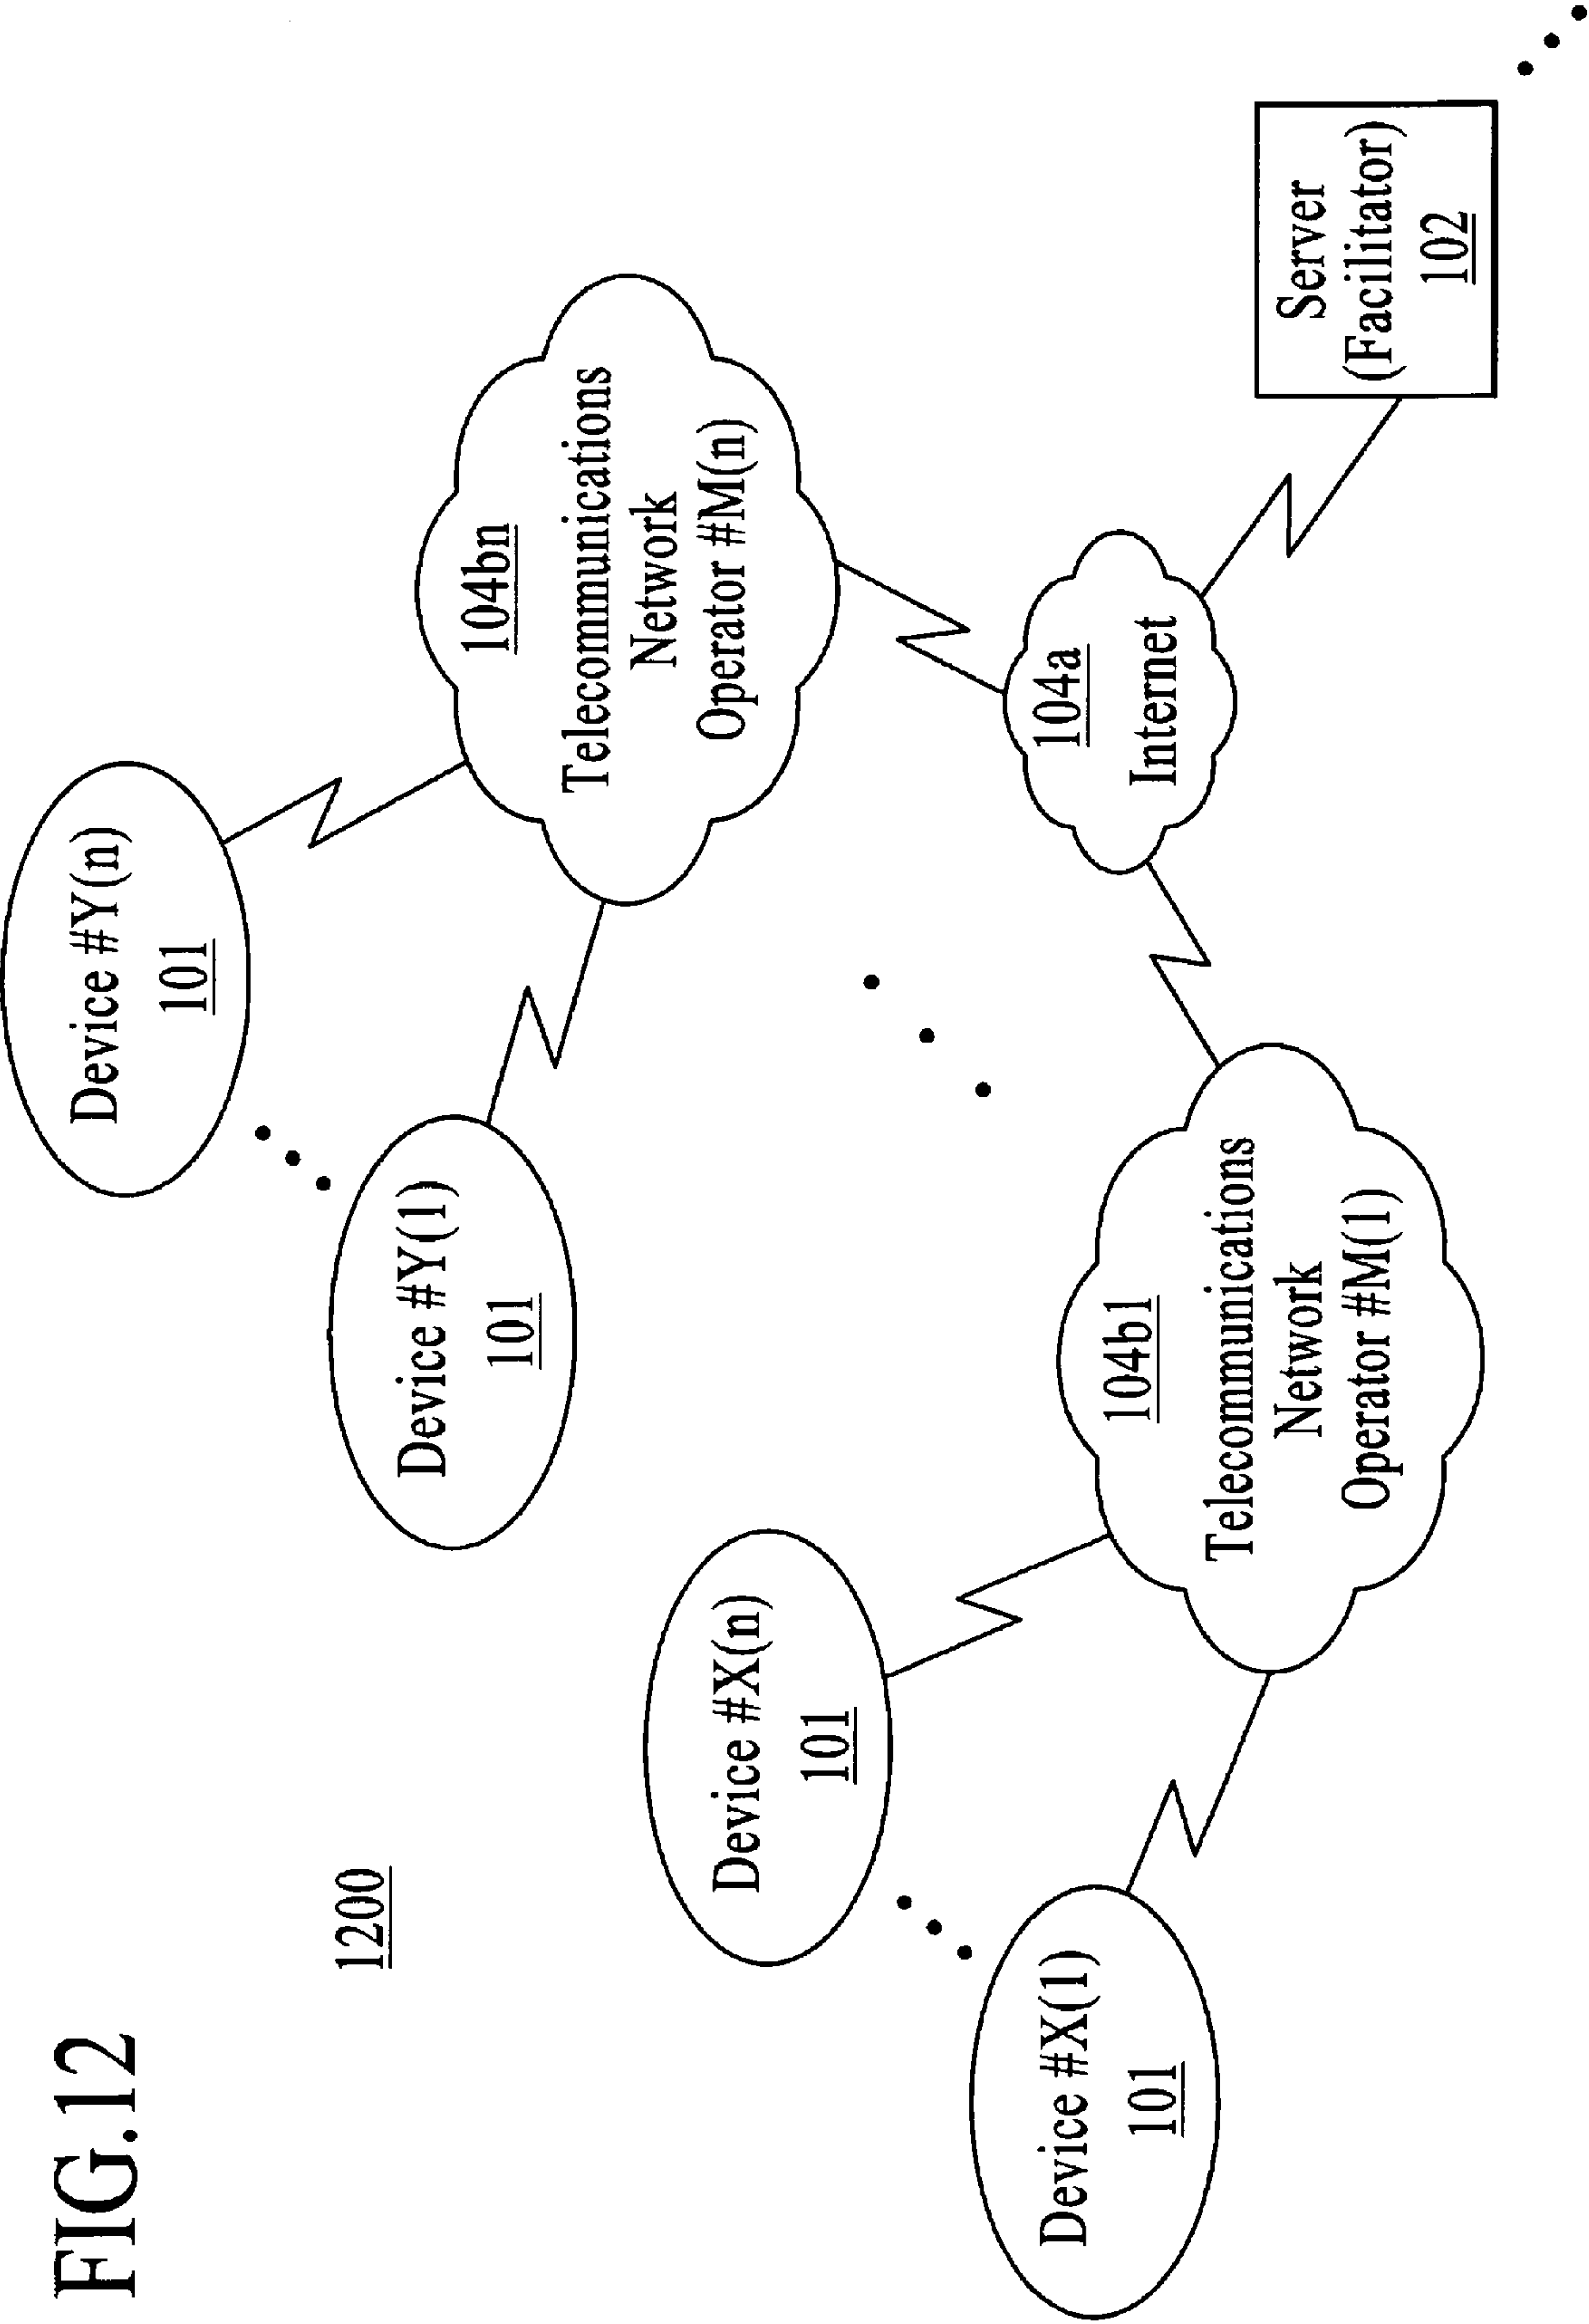 FIG.12
1200
Device #Y(n)
101
Device #Y(1)
101
104bn
Telecommunications
Network
Operator #M(n)
Device #X(n)
101
Device #X(1)
101
104b1
Telecommunications
Network
Operator #M(1)
104a
Internet
Server
(Facilitator)
102